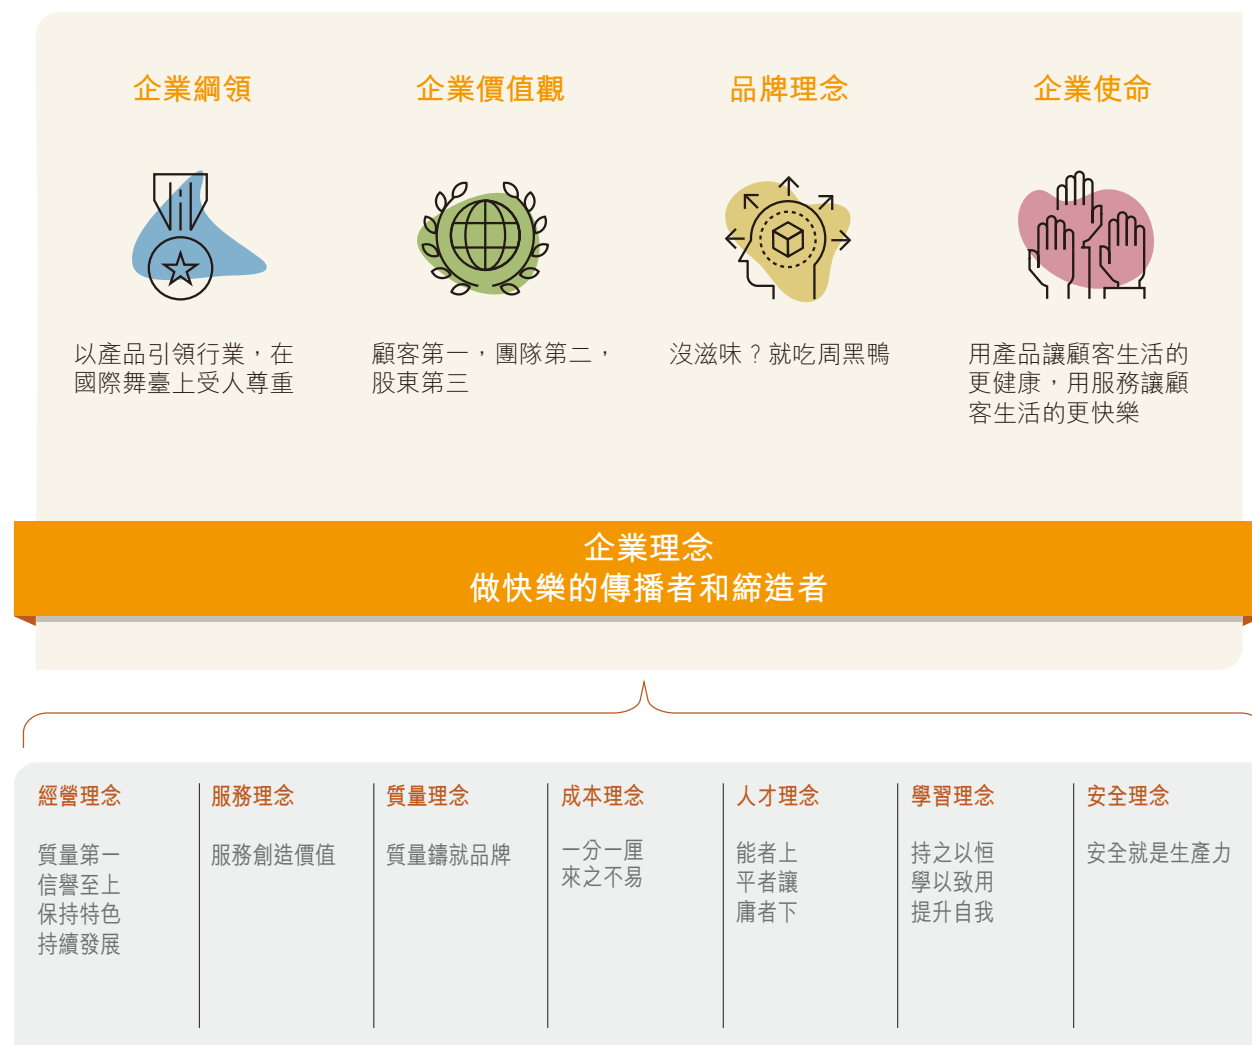 企業綱領
以產品引領行業，在
國際舞臺上受人尊重
企業價值觀
顧客第一，團隊第二，
股東第三
品牌理念
沒滋味？就吃周黑鴨
企業使命
用產品讓顧客生活的
更健康，用服務讓顧
客生活的更快樂
企業理念
做快樂的傳播者和締造者
經營理念
質量第一
信譽至上
保持特色
持續發展
服務理念
服務創造價值
質量理念
質量鑄就品牌
成本理念
一分一厘
來之不易
人才理念
能者上
平者讓
庸者下
學習理念
持之以恒
學以致用
提升自我
安全理念
安全就是生產力